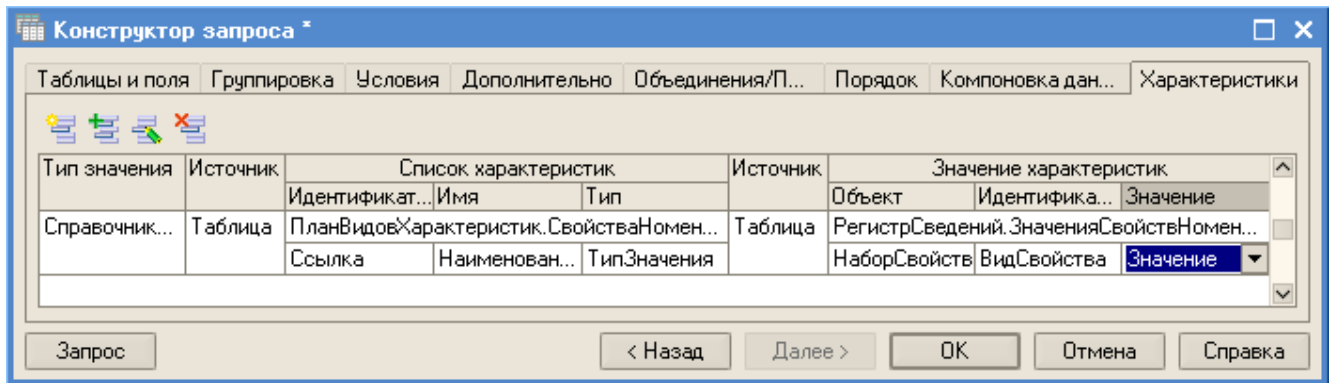 Конструктор запроса *
Таблицы и поля Группировка Условия Дополнительно Объединения/П... Порядок Компоновка дан... Характеристики
Тип значения Источник Список характеристик Источник Значение характеристик
Идентификат... Имя Тип Объект Идентифика... Значение
Справочник... Таблица ПланВидовХарактеристик.СвойстваНомен... Таблица РегистрСведений.ЗначенияСвойствНомен...
Ссылка Наименован... ТипЗначения НаборСвойств ВидСвойства Значение
Запрос < Назад Далее > OK Отмена Справка